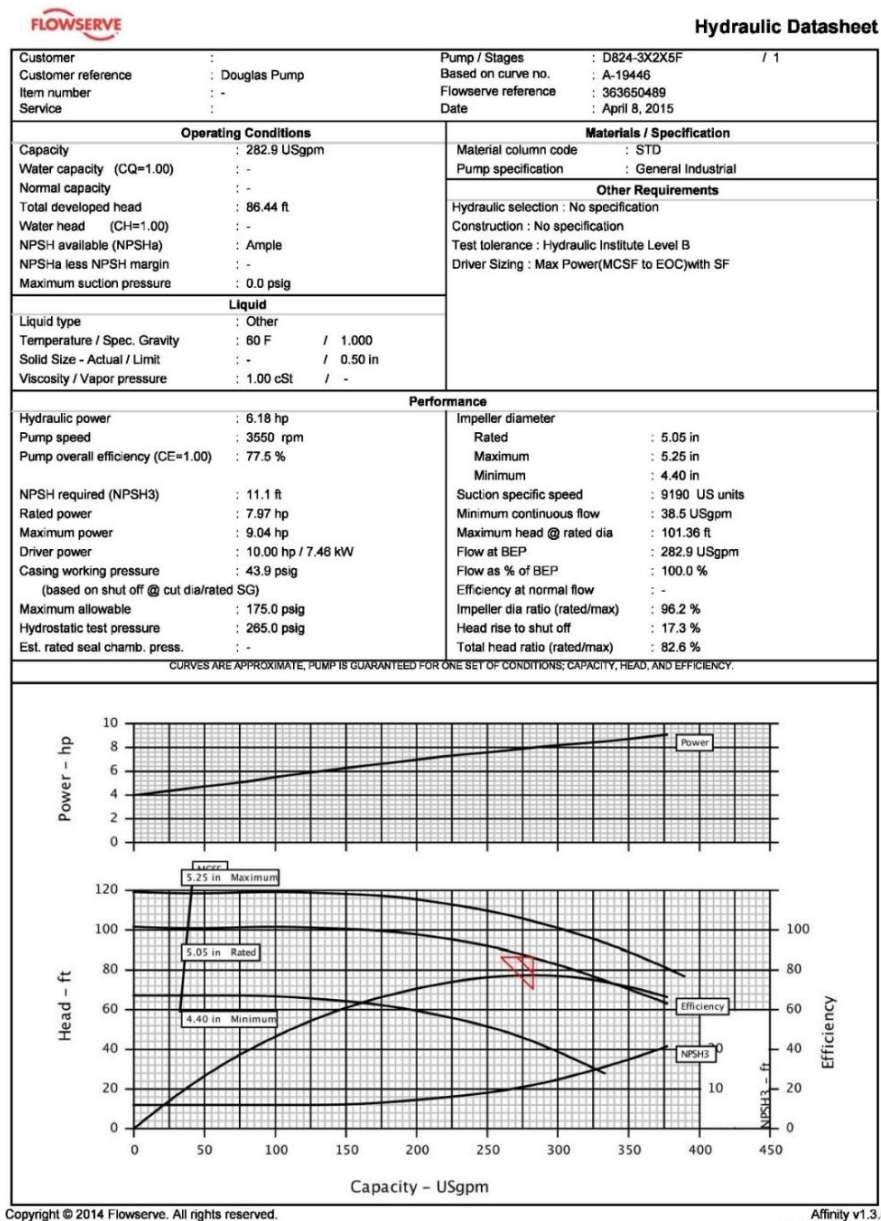 FLOWSERVE
Hydraulic Datasheet
Customer :
Customer reference : Douglas Pump
Item number : -
Service :
Pump / Stages : D824-3X2X5F / 1
Based on curve no. : A-19446
Flowserve reference : 363650489
Date : April 8, 2015
Operating Conditions
Capacity : 282.9 USgpm
Water capacity (CQ=1.00) : -
Normal capacity : -
Total developed head : 86.44 ft
Water head (CH=1.00) : -
NPSH available (NPSHa) : Ample
NPSHa less NPSH margin : -
Maximum suction pressure : 0.0 psig
Materials / Specification
Material column code : STD
Pump specification : General Industrial
Other Requirements
Hydraulic selection : No specification
Construction : No specification
Test tolerance : Hydraulic Institute Level B
Driver Sizing : Max Power(MCSF to EOC)with SF
Liquid
Liquid type : Other
Temperature / Spec. Gravity : 60 F / 1.000
Solid Size - Actual / Limit : - / 0.50 in
Viscosity / Vapor pressure : 1.00 cSt / -
Performance
Hydraulic power : 6.18 hp
Pump speed : 3550 rpm
Pump overall efficiency (CE=1.00) : 77.5 %
NPSH required (NPSH3) : 11.1 ft
Rated power : 7.97 hp
Maximum power : 9.04 hp
Driver power : 10.00 hp / 7.46 kW
Casing working pressure : 43.9 psig
(based on shut off @ cut dia/rated SG)
Maximum allowable : 175.0 psig
Hydrostatic test pressure : 265.0 psig
Est. rated seal chamb. press. : -
Impeller diameter
Rated : 5.05 in
Maximum : 5.25 in
Minimum : 4.40 in
Suction specific speed : 9190 US units
Minimum continuous flow : 38.5 USgpm
Maximum head @ rated dia : 101.36 ft
Flow at BEP : 282.9 USgpm
Flow as % of BEP : 100.0 %
Efficiency at normal flow : -
Impeller dia ratio (rated/max) : 96.2 %
Head rise to shut off : 17.3 %
Total head ratio (rated/max) : 82.6 %
CURVES ARE APPROXIMATE, PUMP IS GUARANTEED FOR ONE SET OF CONDITIONS; CAPACITY, HEAD, AND EFFICIENCY.
Power - hp
10
8
6
4
2
0
Power
Head - ft
120
100
80
60
40
20
0
5.25 in Maximum
5.05 in Rated
4.40 in Minimum
Efficiency
NPSH3
20
10
NPSH3 - ft
100
80
60
40
20
0
Efficiency
0 50 100 150 200 250 300 350 400 450
Capacity - USgpm
Copyright © 2014 Flowserve. All rights reserved.
Affinity v1.3.